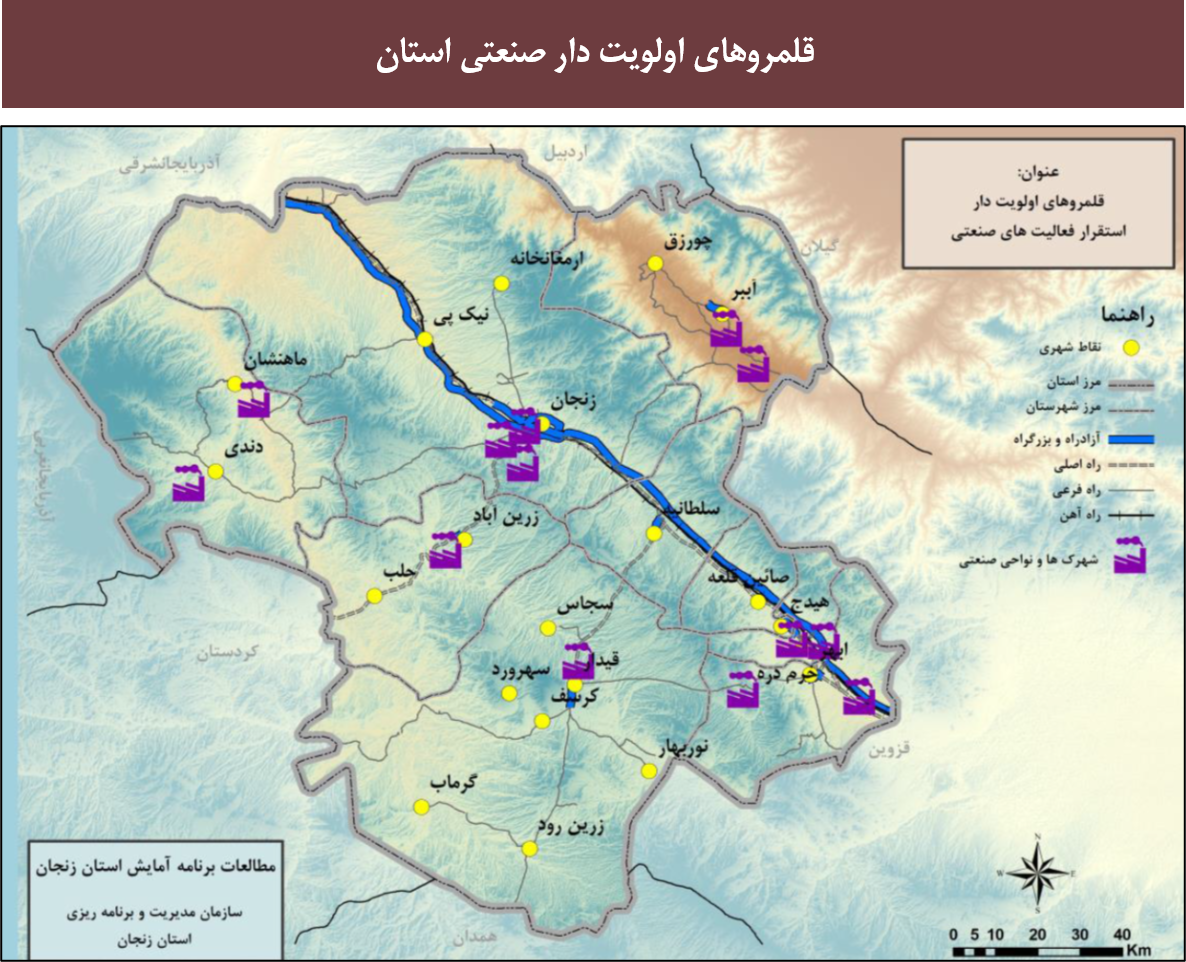 قلمروهای اولویت دار صنعتی استان
عنوان:
قلمروهای اولویت دار
استقرار فعالیت های صنعتی
راهنما
نقاط شهری
مرز استان
مرز شهرستان
آزادراه و بزرگراه
راه اصلی
راه فرعی
راه آهن
شهرک ها و نواحی صنعتی
اردبیل
آذربایجانشرقی
گیلان
چورزق
ارمغانخانه
آببر
نیک پی
ماهنشان
زنجان
دندی
آذربایجانغربی
سلطانیه
زرین آباد
حلب
صائین قلعه
هیدج
سجاس
ابهر
کردستان
قیدار
سهرورد
خرم دره
کرسف
نوربهار
قزوین
گرماب
زرین رود
همدان
مطالعات برنامه آمایش استان زنجان
سازمان مدیریت و برنامه ریزی
استان زنجان
N
W E
S
0 5 10 20 30 40
Km